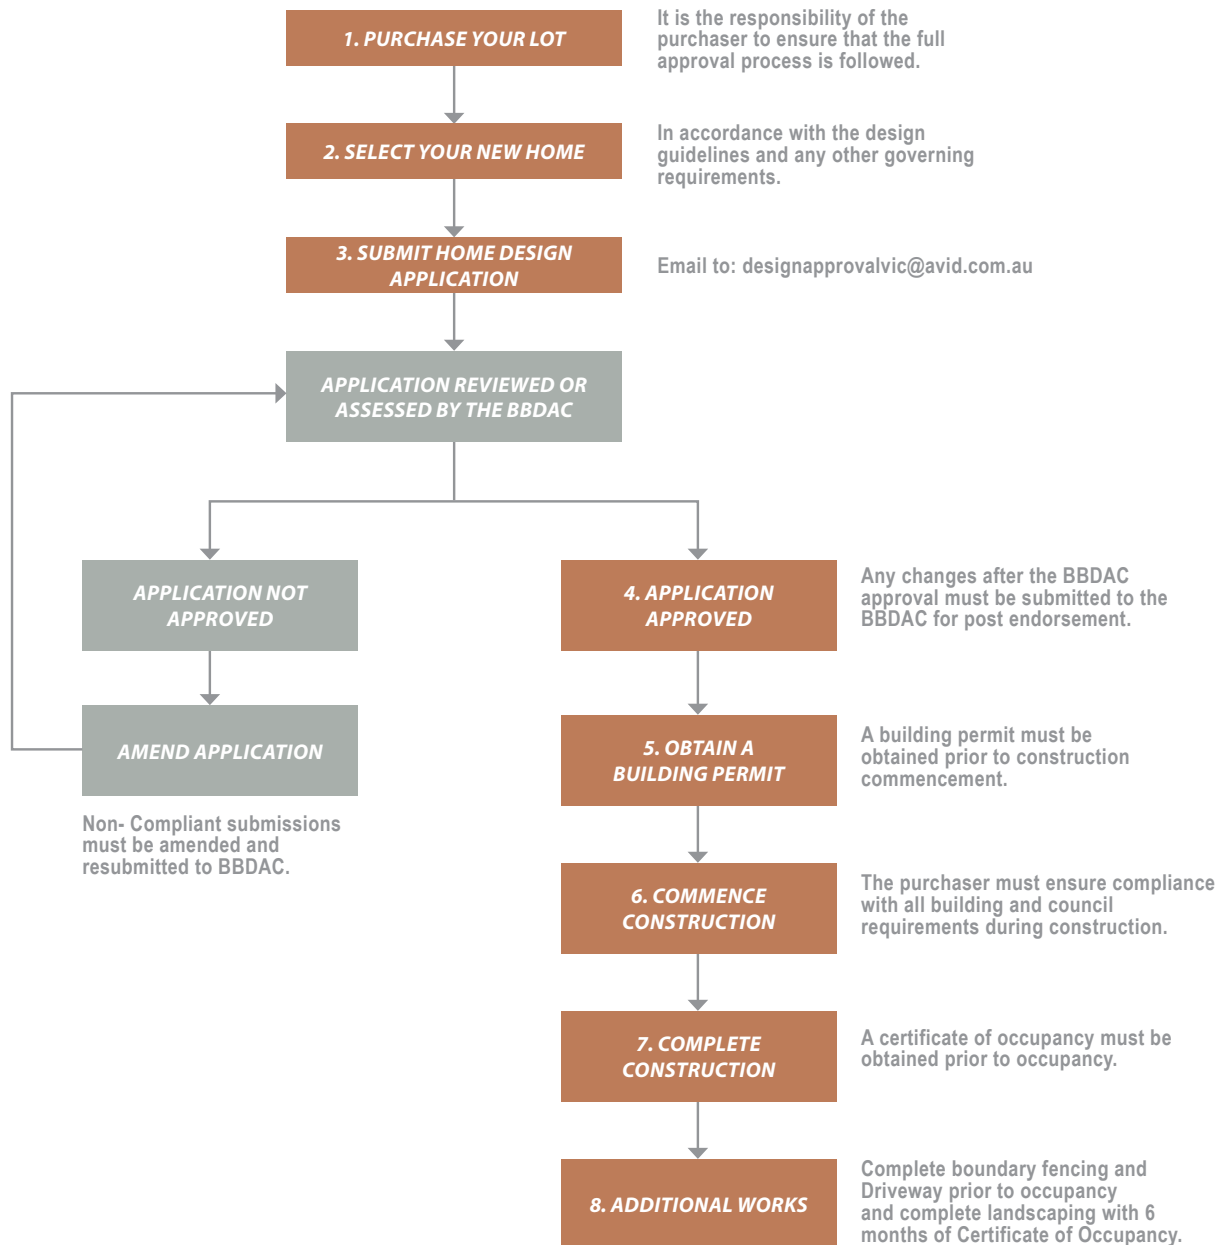 1. PURCHASE YOUR LOT
It is the responsibility of the
purchaser to ensure that the full
approval process is followed.
2. SELECT YOUR NEW HOME
In accordance with the design
guidelines and any other governing
requirements.
3. SUBMIT HOME DESIGN
APPLICATION
Email to: designapprovalvic@avid.com.au
APPLICATION REVIEWED OR
ASSESSED BY THE BBDAC
APPLICATION NOT
APPROVED
AMEND APPLICATION
Non- Compliant submissions
must be amended and
resubmitted to BBDAC.
4. APPLICATION
APPROVED
Any changes after the BBDAC
approval must be submitted to the
BBDAC for post endorsement.
5. OBTAIN A
BUILDING PERMIT
A building permit must be
obtained prior to construction
commencement.
6. COMMENCE
CONSTRUCTION
The purchaser must ensure compliance
with all building and council
requirements during construction.
7. COMPLETE
CONSTRUCTION
A certificate of occupancy must be
obtained prior to occupancy.
8. ADDITIONAL WORKS
Complete boundary fencing and
Driveway prior to occupancy
and complete landscaping with 6
months of Certificate of Occupancy.